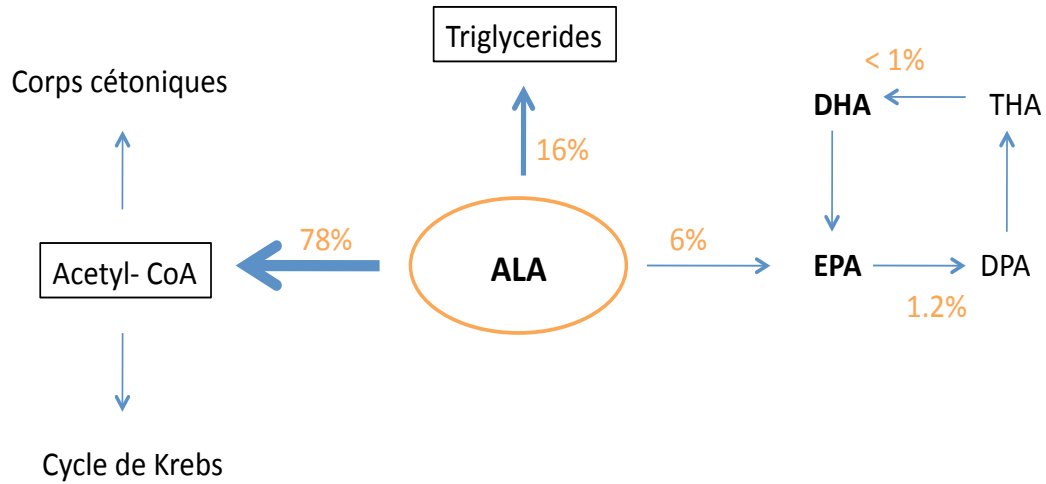 Triglycerides
< 1%
Corps cétoniques
DHA
THA
16%
78%
6%
Acetyl- CoA
ALA
EPA
DPA
1.2%
Cycle de Krebs